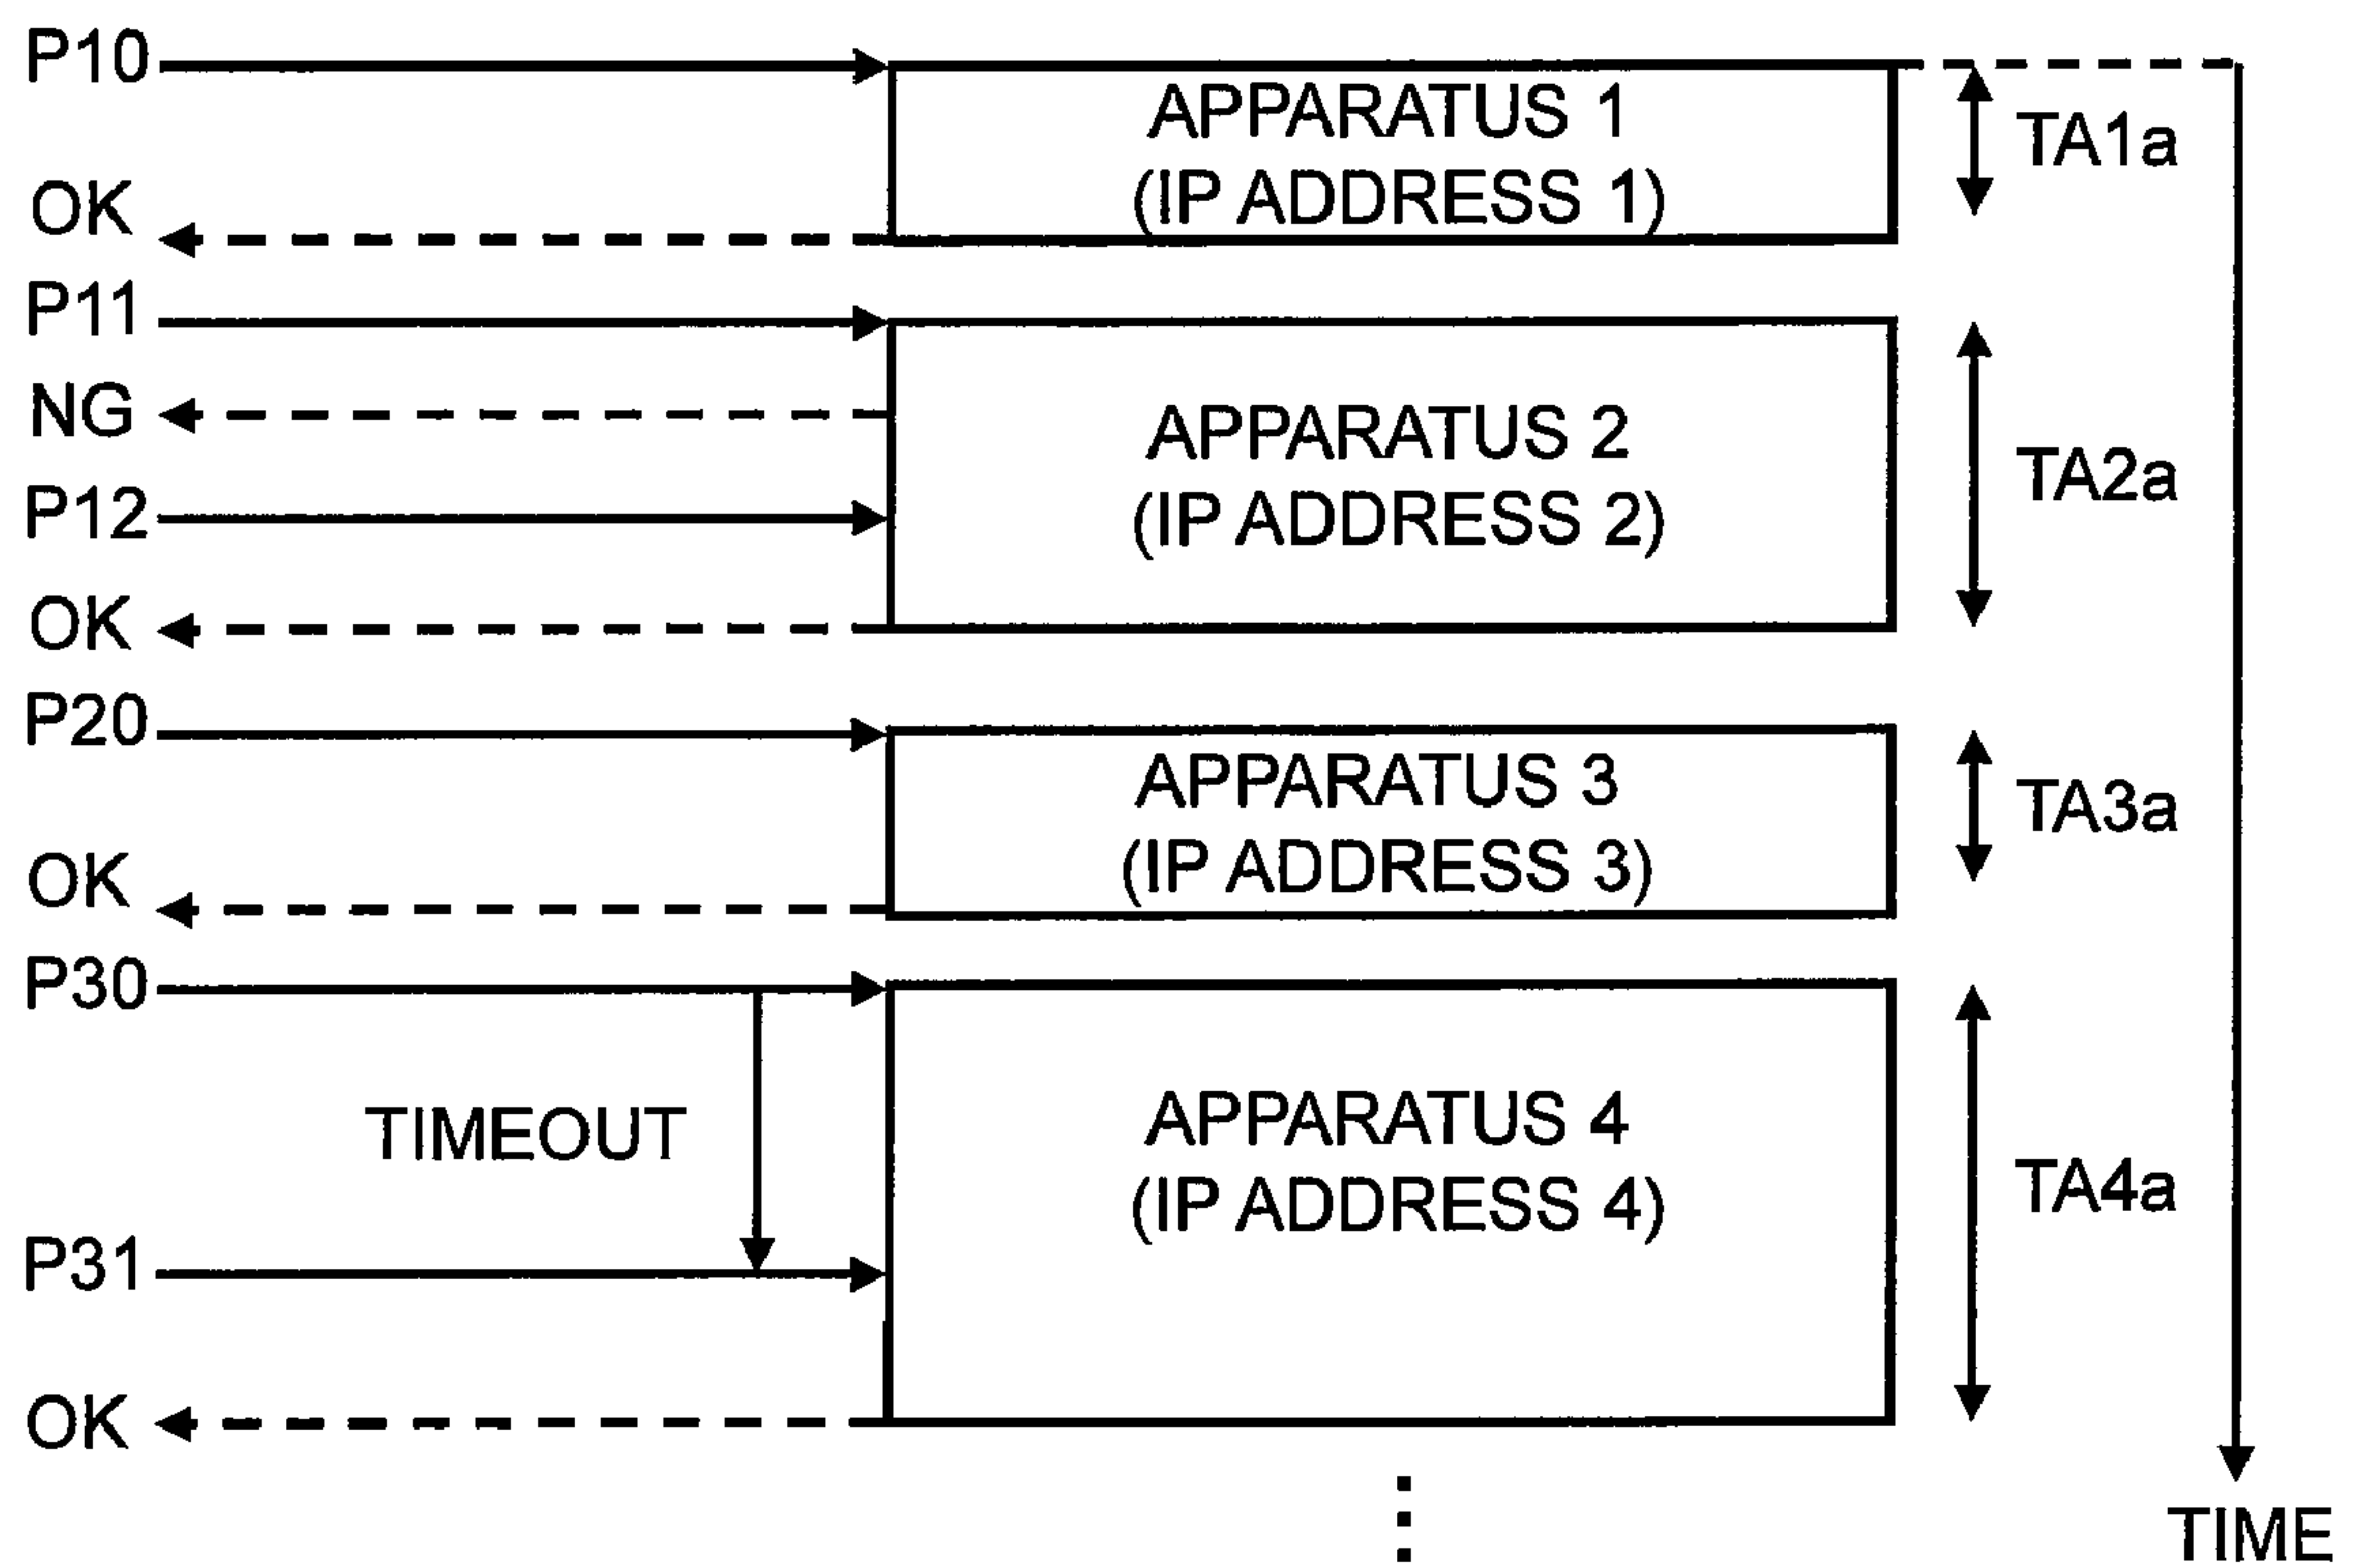 P10
APPARATUS 1
(IP ADDRESS 1)
TA1a
OK
P11
NG
APPARATUS 2
(IP ADDRESS 2)
TA2a
P12
OK
P20
APPARATUS 3
(IP ADDRESS 3)
TA3a
OK
P30
TIMEOUT
APPARATUS 4
(IP ADDRESS 4)
TA4a
P31
OK
TIME